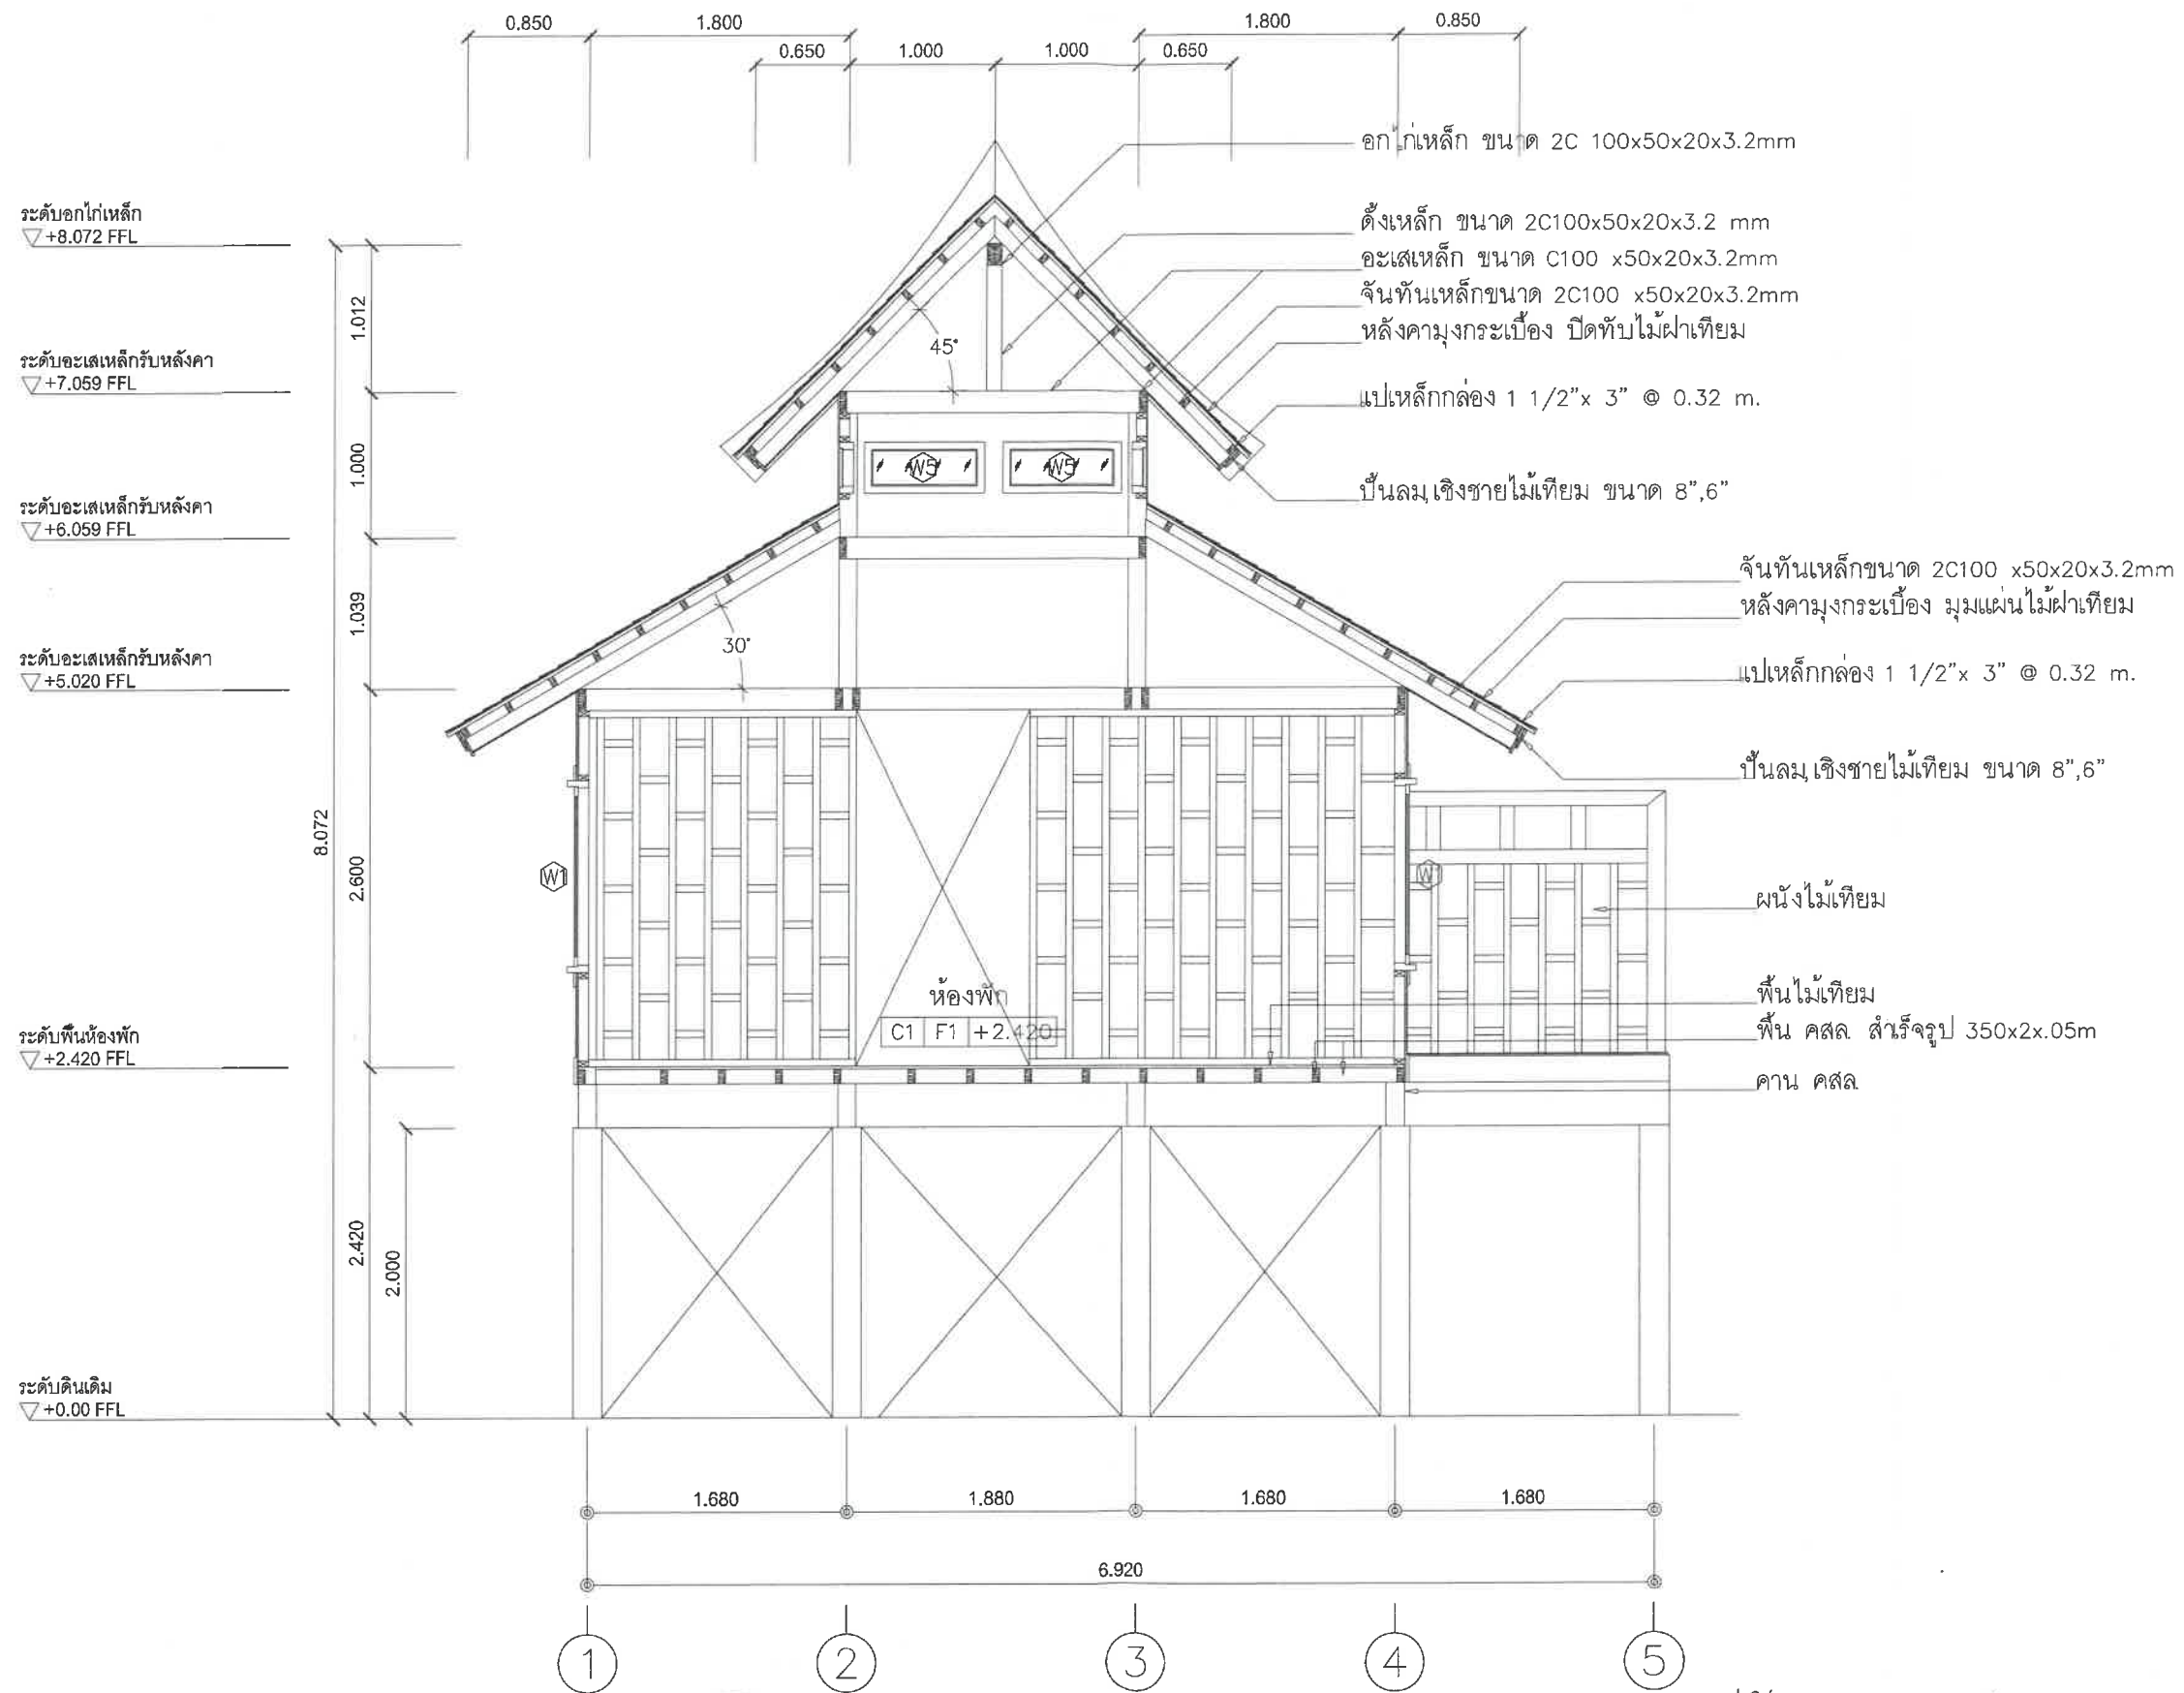 0.850
1.800
1.800
0.850
0.650
1.000
1.000
0.650
อกไก่เหล็ก ขนาด 2C 100x50x20x3.2mm
ดั้งเหล็ก ขนาด 2C100x50x20x3.2 mm
อะเสเหล็ก ขนาด C100 x50x20x3.2mm
จันทันเหล็กขนาด 2C100 x50x20x3.2mm
หลังคามุงกระเบื้อง ปิดทับไม้ฝาเทียม
แปเหล็กกล่อง 1 1/2"x 3" @ 0.32 m.
ปั้นลม,เชิงชายไม้เทียม ขนาด 8",6"
จันทันเหล็กขนาด 2C100 x50x20x3.2mm
หลังคามุงกระเบื้อง มุมแผ่นไม้ฝาเทียม
แปเหล็กกล่อง 1 1/2"x 3" @ 0.32 m.
ปั้นลม,เชิงชายไม้เทียม ขนาด 8",6"
ผนังไม้เทียม
พื้นไม้เทียม
พื้น คสล. สำเร็จรูป 350x2x.05m
คาน คสล.
ระดับอกไก่เหล็ก
+8.072 FFL
ระดับอะเสเหล็กรับหลังคา
+7.059 FFL
ระดับอะเสเหล็กรับหลังคา
+6.059 FFL
ระดับอะเสเหล็กรับหลังคา
+5.020 FFL
ระดับพื้นห้องพัก
+2.420 FFL
ระดับดินเดิม
+0.00 FFL
8.072
1.012
1.000
1.039
2.600
2.420
2.000
45°
30°
W5
W5
W1
W1
ห้องพัก
C1 F1 +2.420
1.680
1.880
1.680
1.680
6.920
1
2
3
4
5